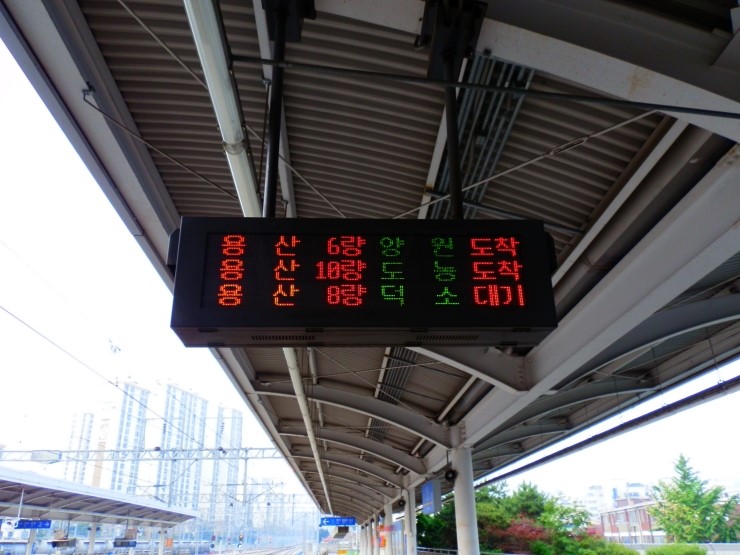 용 산 6량 양 원 도착
용 산 10량 도 농 도착
용 산 8량 덕 소 대기